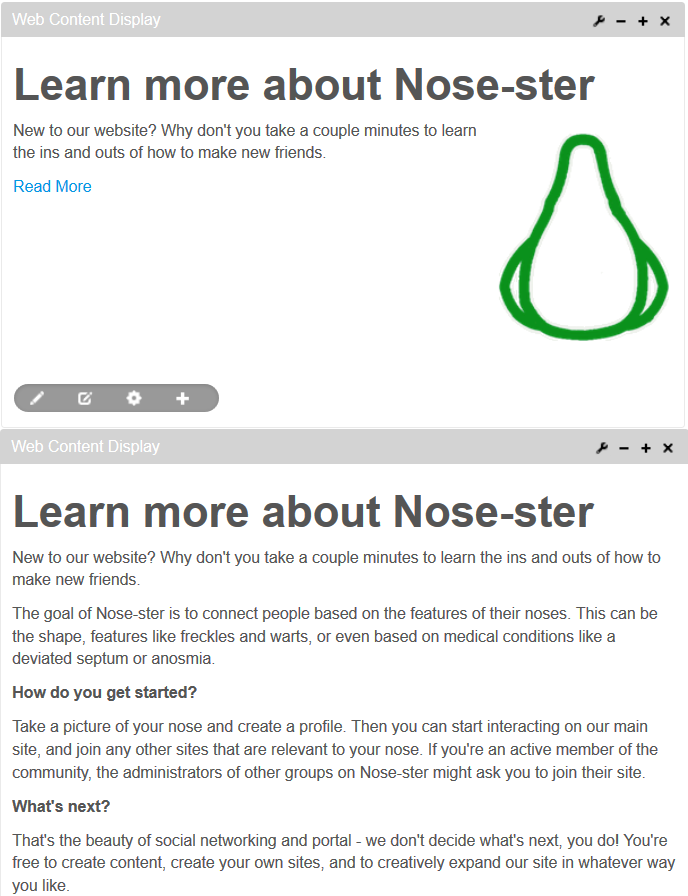 Web Content Display
Learn more about Nose-ster
New to our website? Why don't you take a couple minutes to learn
the ins and outs of how to make new friends.
Read More
Web Content Display
Learn more about Nose-ster
New to our website? Why don't you take a couple minutes to learn the ins and outs of how to
make new friends.
The goal of Nose-ster is to connect people based on the features of their noses. This can be
the shape, features like freckles and warts, or even based on medical conditions like a
deviated septum or anosmia.
How do you get started?
Take a picture of your nose and create a profile. Then you can start interacting on our main
site, and join any other sites that are relevant to your nose. If you're an active member of the
community, the administrators of other groups on Nose-ster might ask you to join their site.
What's next?
That's the beauty of social networking and portal - we don't decide what's next, you do! You're
free to create content, create your own sites, and to creatively expand our site in whatever way
you like.